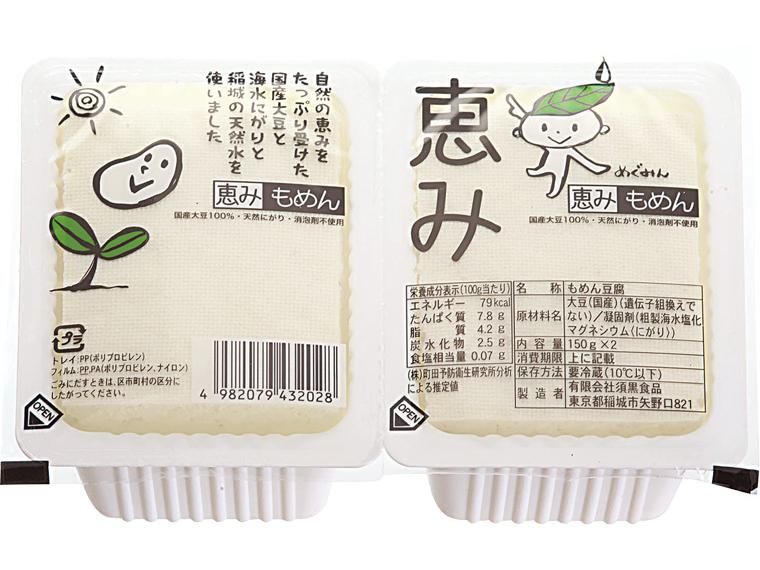 自然の恵みを
たっぷり受けた
国産大豆と
海水にがりと
稲城の天然水を
使いました
恵み もめん
国産大豆100%・天然にがり・消泡剤不使用
プラ
トレイ:PP(ポリプロピレン)
フィルム:PP,PA(ポリプロピレン、ナイロン)
ごみにだすときは、区市町村の区分に
したがってください。
OPEN
4 982079 432028
恵み
めぐみん
恵み もめん
国産大豆100%・天然にがり・消泡剤不使用
栄養成分表示(100g当たり)
エネルギー 79kcal
たんぱく質 7.8g
脂質 4.2g
炭水化物 2.5g
食塩相当量 0.07g
(株)町田予防衛生研究所分析
による推定値
名称 もめん豆腐
原材料名 大豆(国産)(遺伝子組換えで
ない)/凝固剤(粗製海水塩化
マグネシウム(にがり))
内容量 150g×2
消費期限 上に記載
保存方法 要冷蔵(10℃以下)
製造者 有限会社須黒食品
東京都稲城市矢野口821
OPEN